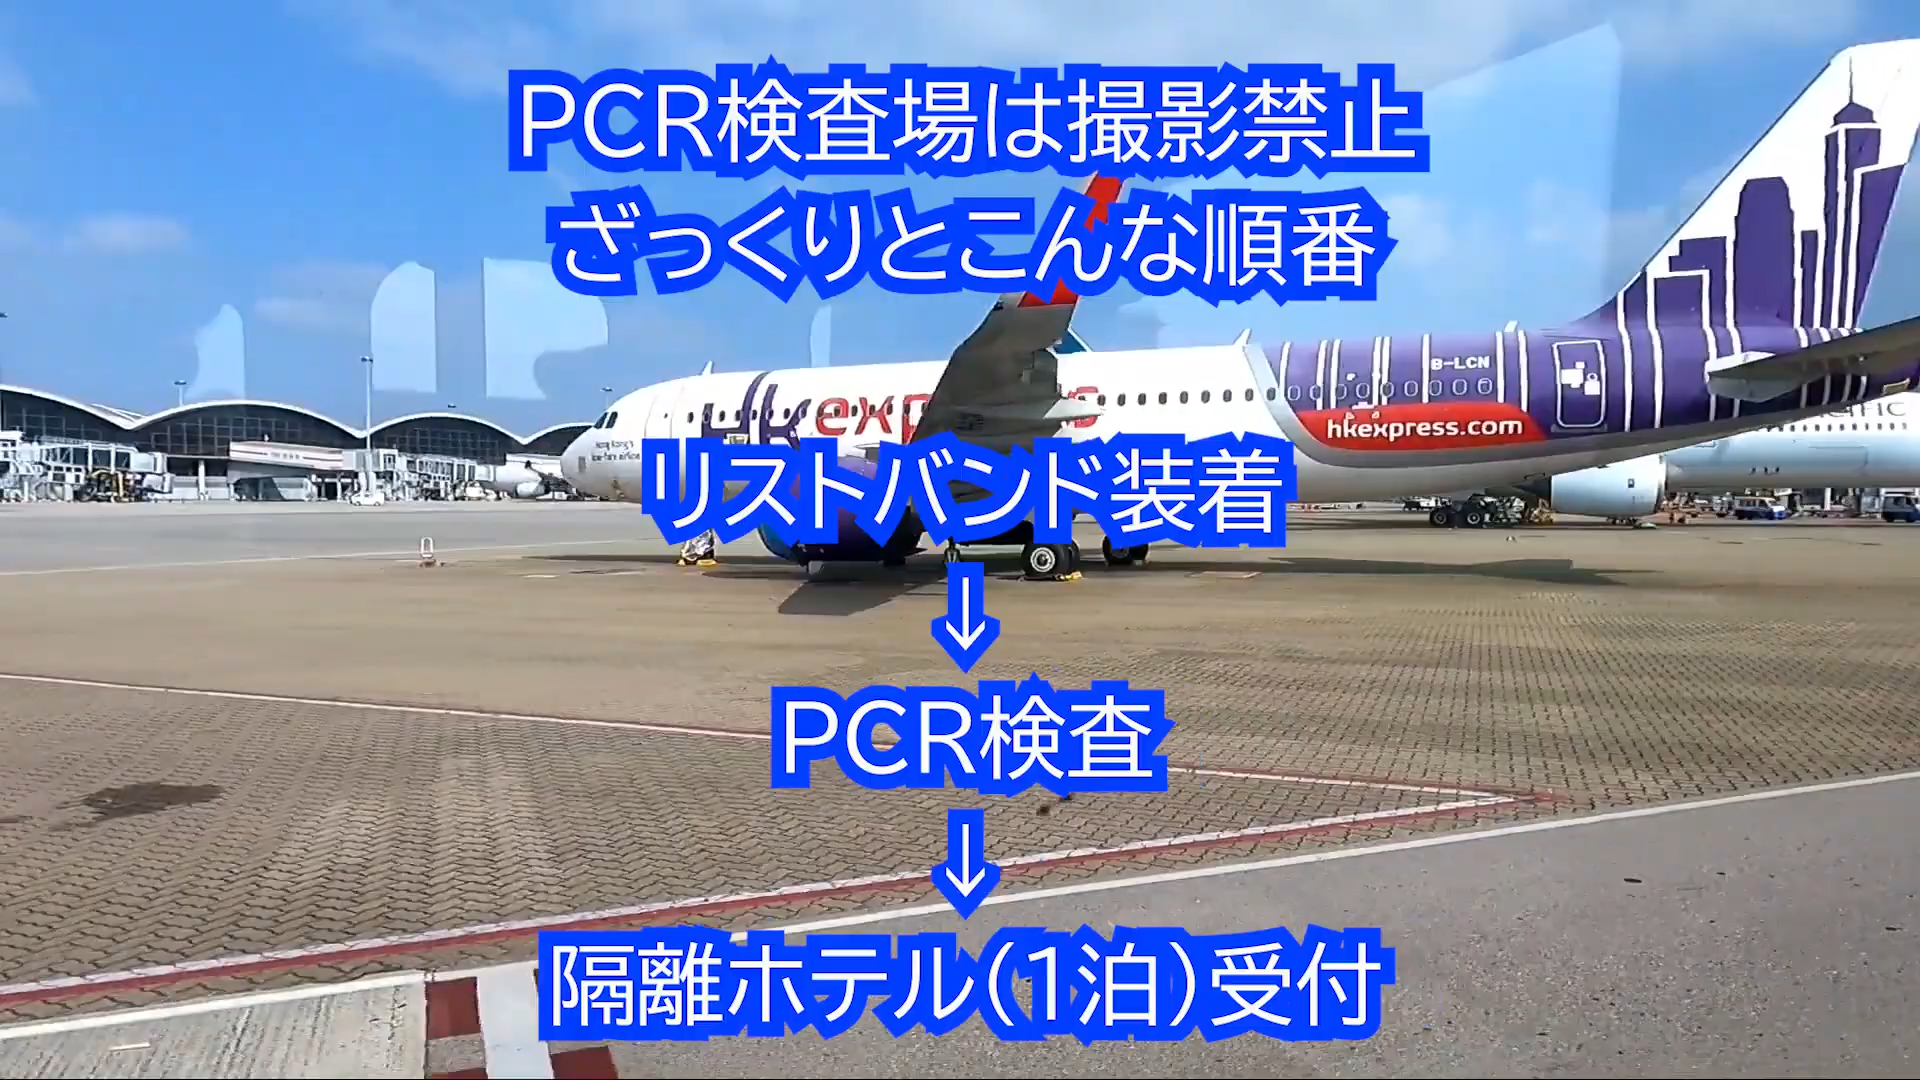 PCR検査場は撮影禁止
ざっくりとこんな順番
B-LCN
hkexpress.com
リストバンド装着
↓
PCR検査
↓
隔離ホテル(1泊)受付